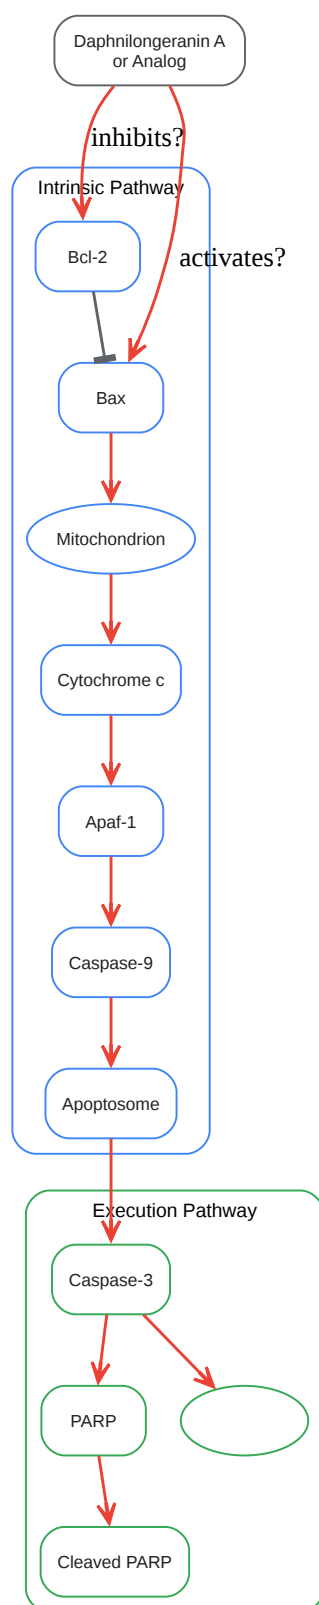 Daphnilongeranin A
or Analog
inhibits?
Intrinsic Pathway
Bcl-2
activates?
Bax
Mitochondrion
Cytochrome c
Apaf-1
Caspase-9
Apoptosome
Execution Pathway
Caspase-3
PARP
Cleaved PARP